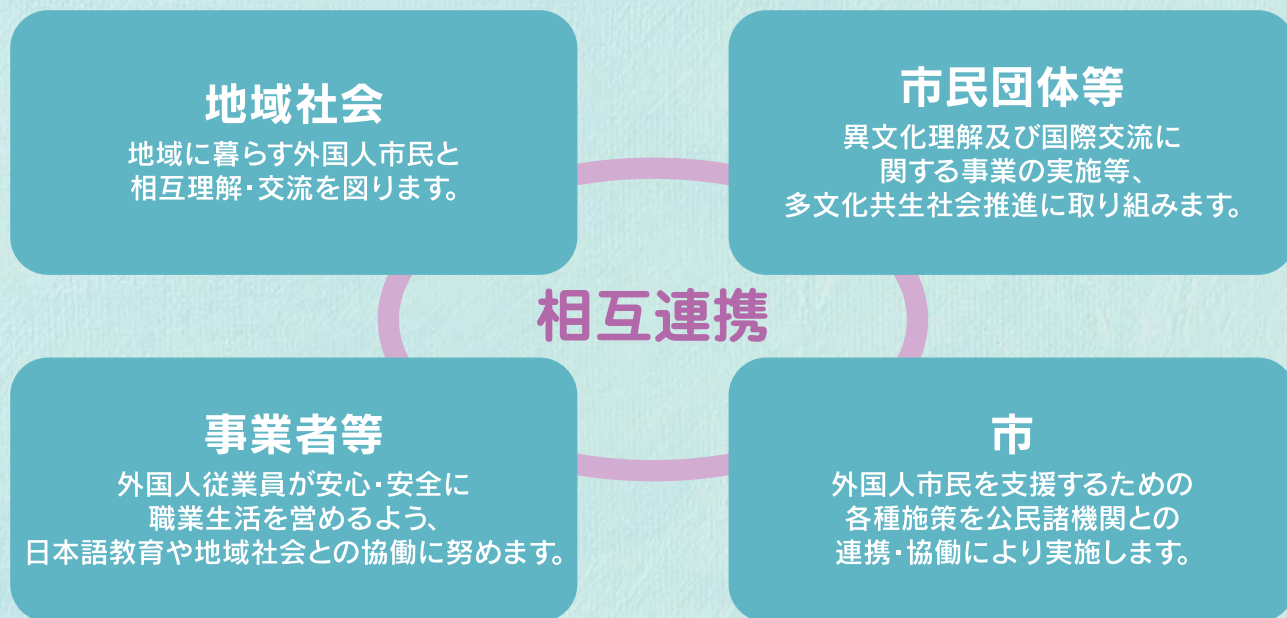 地域社会
地域に暮らす外国人市民と
相互理解・交流を図ります。
市民団体等
異文化理解及び国際交流に
関する事業の実施等、
多文化共生社会推進に取り組みます。
相互連携
事業者等
外国人従業員が安心・安全に
職業生活を営めるよう、
日本語教育や地域社会との協働に努めます。
市
外国人市民を支援するための
各種施策を公民諸機関との
連携・協働により実施します。